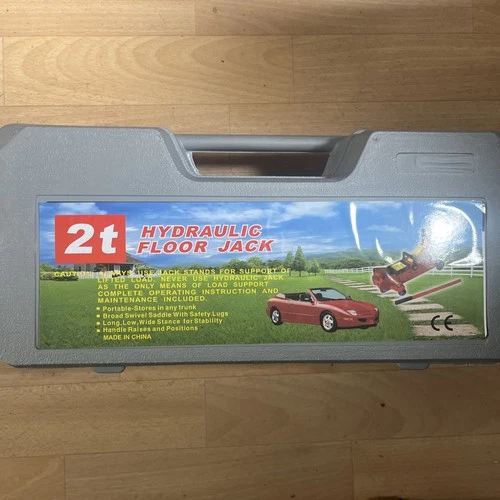 2t
HYDRAULIC
FLOOR JACK
CAUTION: ALWAYS USE JACK STANDS FOR SUPPORT OF
LIFTED LOAD, NEVER USE HYDRAULIC JACK
AS THE ONLY MEANS OF LOAD SUPPORT
COMPLETE OPERATING INSTRUCTION AND
MAINTENANCE INCLUDED.
Portable-Stores in any trunk
Broad Swivel Saddle With Safely Lugs
Long,Low,Wide Stance for Stability
Handle Raises and Positions
MADE IN CHINA
CE